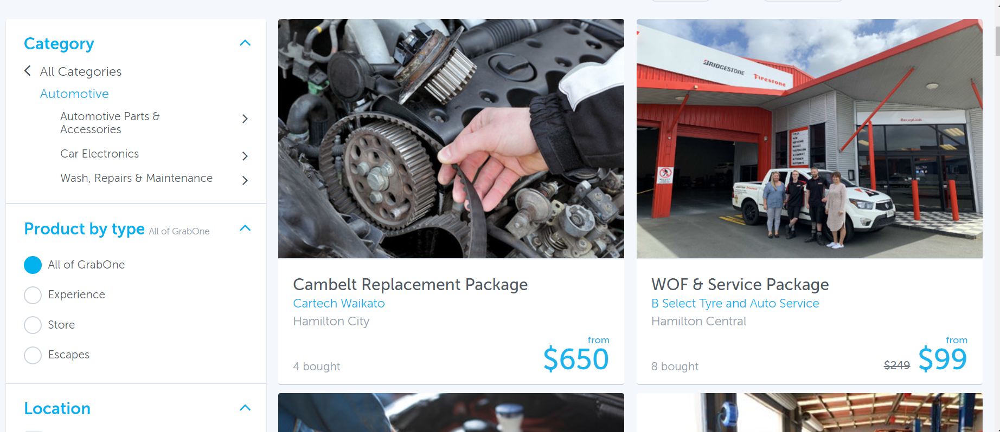 Category
All Categories
Automotive
Automotive Parts &
Accessories
Car Electronics
Wash, Repairs & Maintenance
Product by type All of GrabOne
All of GrabOne
Experience
Store
Escapes
Location
Cambelt Replacement Package
Cartech Waikato
Hamilton City
from
4 bought
$650
BRIDGESTONE
Firestone
Reception
WOF & Service Package
B Select Tyre and Auto Service
Hamilton Central
from
8 bought
$249 $99